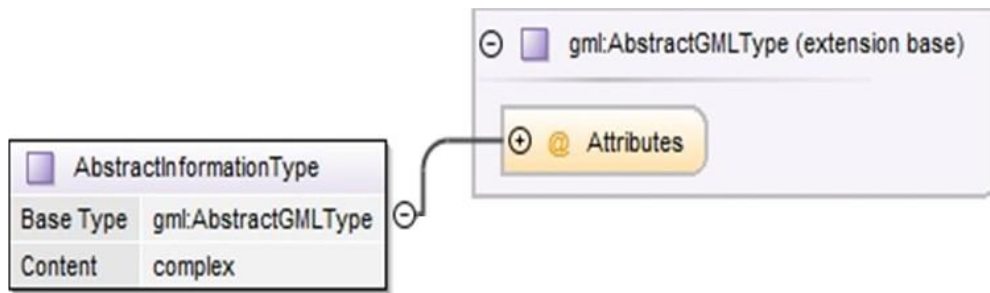 gml:AbstractGMLType (extension base)
@ Attributes
AbstractInformationType
Base Type gml:AbstractGMLType
Content complex